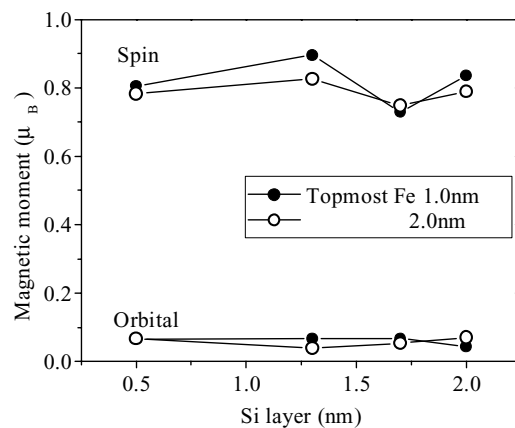 1.0
0.8
0.6
0.4
0.2
0.0
Magnetic moment (μ B)
Spin
Topmost Fe 1.0nm
2.0nm
Orbital
0.5
1.0
1.5
2.0
Si layer (nm)